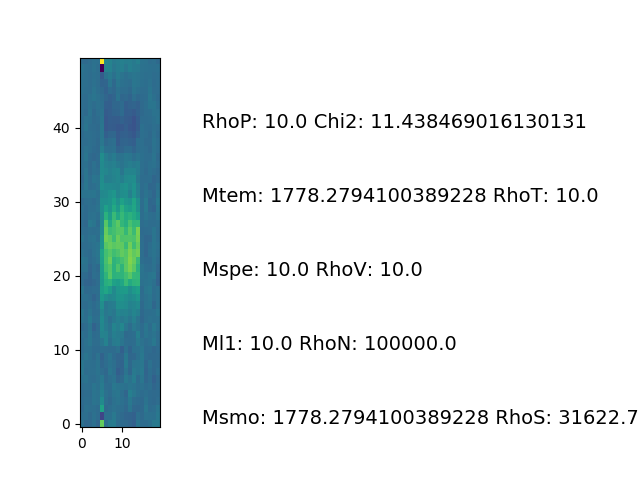 40
30
20
10
0
0 10
RhoP: 10.0 Chi2: 11.438469016130131
Mtem: 1778.2794100389228 RhoT: 10.0
Mspe: 10.0 RhoV: 10.0
Ml1: 10.0 RhoN: 100000.0
Msmo: 1778.2794100389228 RhoS: 31622.7